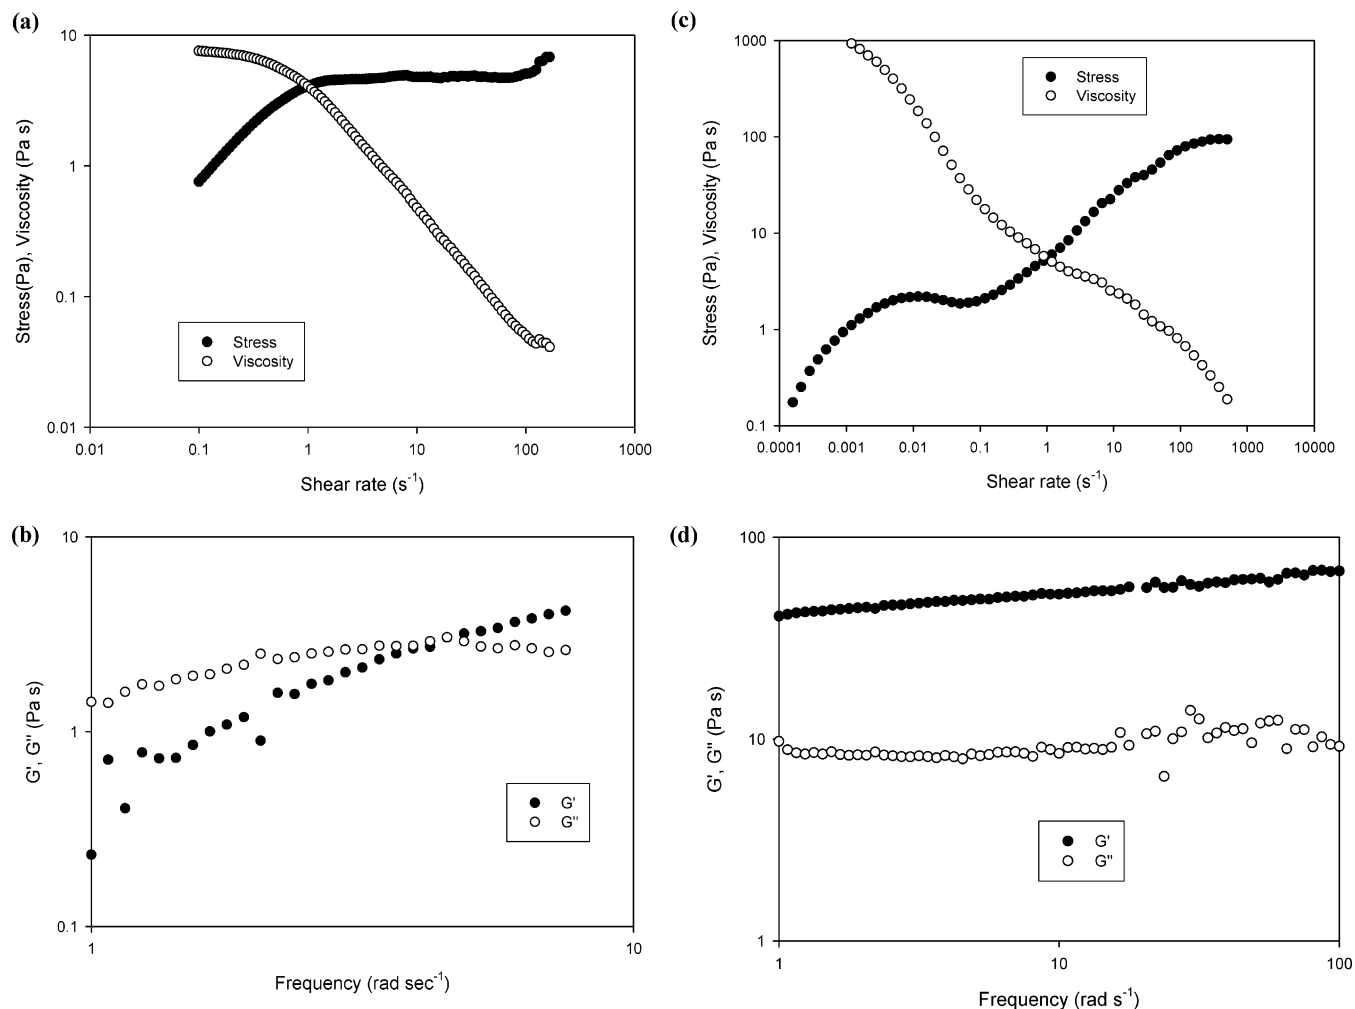 (a)
10
1
0.1
0.01
Stress(Pa), Viscosity (Pa s)
Stress
Viscosity
0.01 0.1 1 10 100 1000
Shear rate (s⁻¹)
(c)
1000
100
10
1
0.1
Stress (Pa), Viscosity (Pa s)
Stress
Viscosity
0.0001 0.001 0.01 0.1 1 10 100 1000 10000
Shear rate (s⁻¹)
(b)
10
1
0.1
G', G" (Pa s)
G'
G"
1 10
Frequency (rad sec⁻¹)
(d)
100
10
1
G', G" (Pa s)
G'
G"
1 10 100
Frequency (rad s⁻¹)